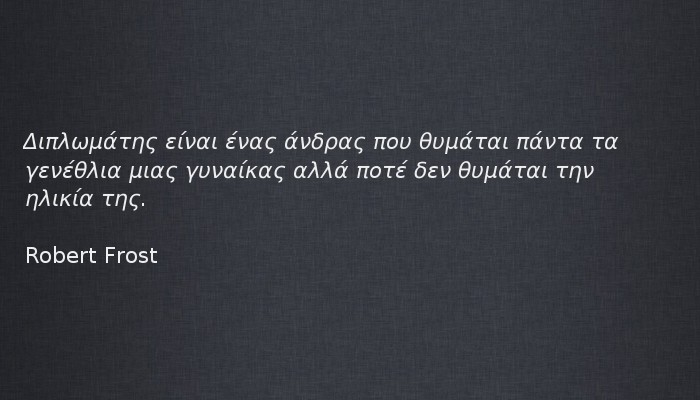 Διπλωμάτης είναι ένας άνδρας που θυμάται πάντα τα
γενέθλια μιας γυναίκας αλλά ποτέ δεν θυμάται την
ηλικία της.
Robert Frost